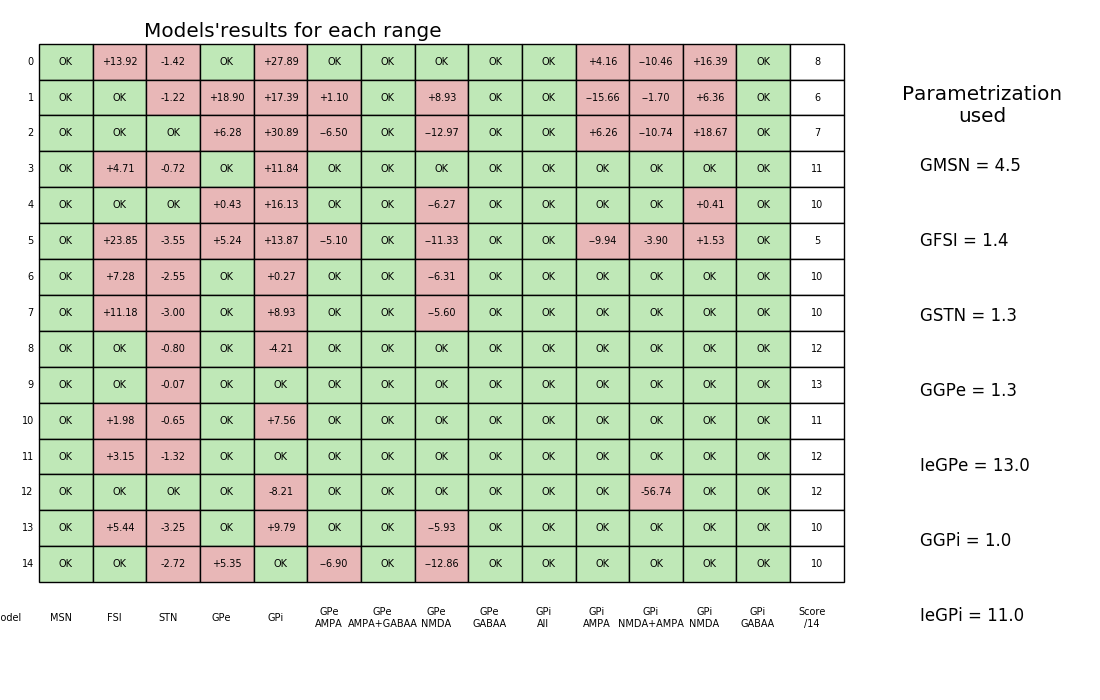 Models'results for each range
0 OK +13.92 -1.42 OK +27.89 OK OK OK OK OK +4.16 −10.46 +16.39 OK 8
1 OK OK -1.22 +18.90 +17.39 +1.10 OK +8.93 OK OK −15.66 −1.70 +6.36 OK 6
2 OK OK OK +6.28 +30.89 −6.50 OK −12.97 OK OK +6.26 −10.74 +18.67 OK 7
3 OK +4.71 -0.72 OK +11.84 OK OK OK OK OK OK OK OK OK 11
4 OK OK OK +0.43 +16.13 OK OK −6.27 OK OK OK OK +0.41 OK 10
5 OK +23.85 -3.55 +5.24 +13.87 −5.10 OK −11.33 OK OK −9.94 -3.90 +1.53 OK 5
6 OK +7.28 -2.55 OK +0.27 OK OK −6.31 OK OK OK OK OK OK 10
7 OK +11.18 -3.00 OK +8.93 OK OK −5.60 OK OK OK OK OK OK 10
8 OK OK -0.80 OK -4.21 OK OK OK OK OK OK OK OK OK 12
9 OK OK -0.07 OK OK OK OK OK OK OK OK OK OK OK 13
10 OK +1.98 -0.65 OK +7.56 OK OK OK OK OK OK OK OK OK 11
11 OK +3.15 -1.32 OK OK OK OK OK OK OK OK OK OK OK 12
12 OK OK OK OK -8.21 OK OK OK OK OK OK -56.74 OK OK 12
13 OK +5.44 -3.25 OK +9.79 OK OK −5.93 OK OK OK OK OK OK 10
14 OK OK -2.72 +5.35 OK −6.90 OK −12.86 OK OK OK OK OK OK 10
odel MSN FSI STN GPe GPi GPe GPe GPe GPe GPi GPi GPi GPi GPi Score
AMPA AMPA+GABAA NMDA GABAA All AMPA NMDA+AMPA NMDA GABAA /14
Parametrization
used
GMSN = 4.5
GFSI = 1.4
GSTN = 1.3
GGPe = 1.3
IeGPe = 13.0
GGPi = 1.0
IeGPi = 11.0